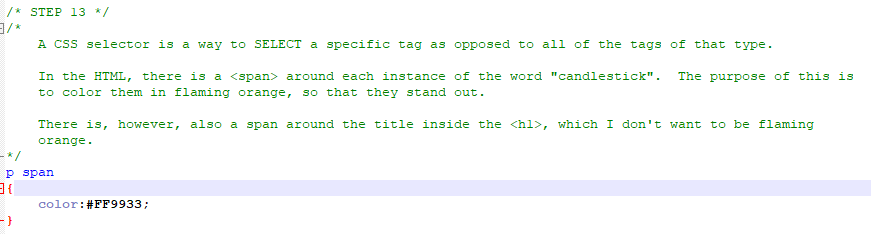 /* STEP 13 */
/*
A CSS selector is a way to SELECT a specific tag as opposed to all of the tags of that type.
In the HTML, there is a <span> around each instance of the word "candlestick".  The purpose of this is
to color them in flaming orange, so that they stand out.
There is, however, also a span around the title inside the <h1>, which I don't want to be flaming
orange.
*/
p span
{
color:#FF9933;
}